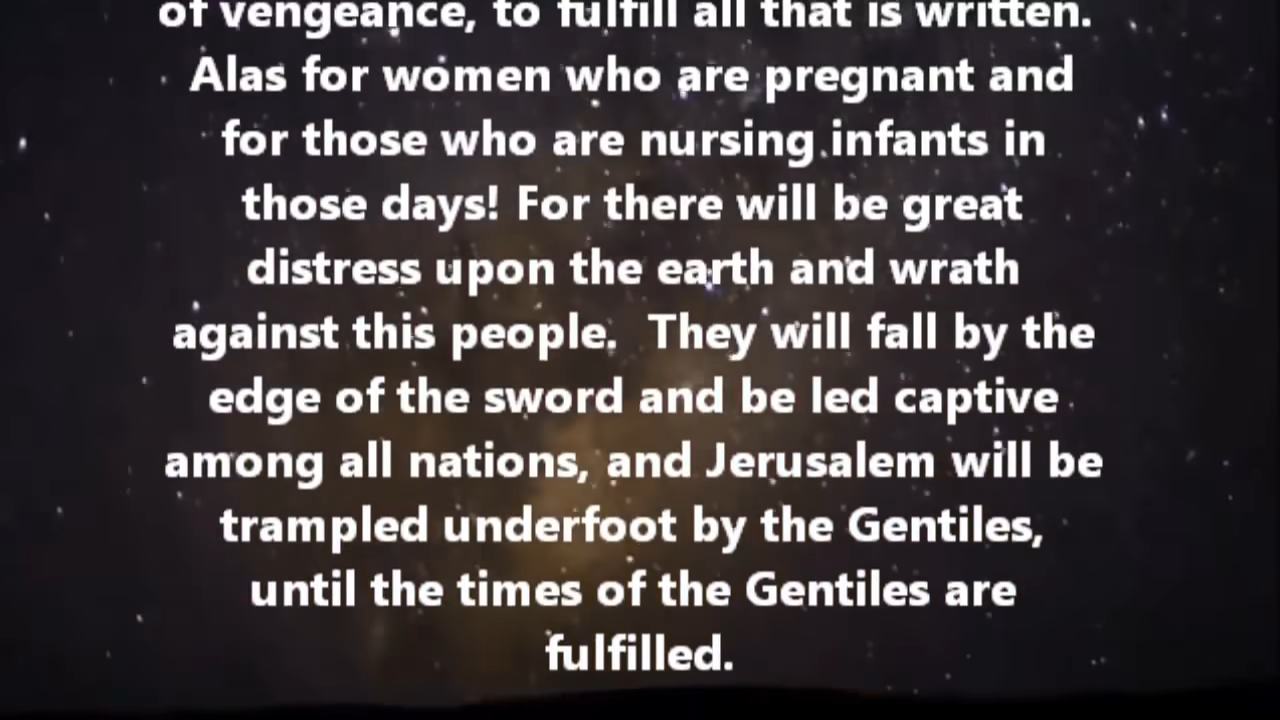 of vengeance, to fulfill all that is written.
Alas for women who are pregnant and
for those who are nursing infants in
those days! For there will be great
distress upon the earth and wrath
against this people.  They will fall by the
edge of the sword and be led captive
among all nations, and Jerusalem will be
trampled underfoot by the Gentiles,
until the times of the Gentiles are
fulfilled.